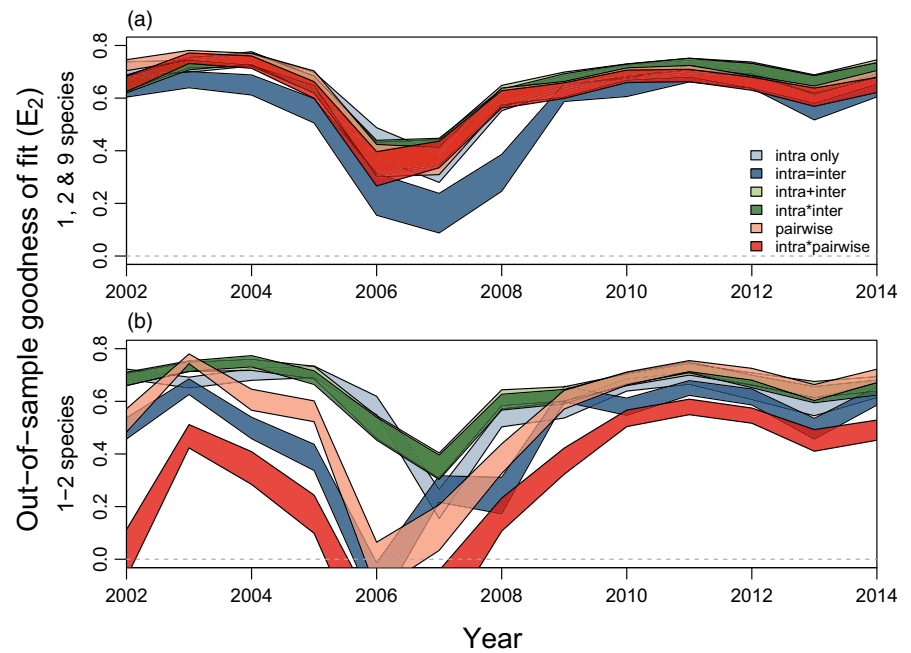 (a)
Out−of−sample goodness of fit (E2)
1, 2 & 9 species
0.8
0.6
0.4
0.2
0.0
intra only
intra=inter
intra+inter
intra*inter
pairwise
intra*pairwise
2002 2004 2006 2008 2010 2012 2014
(b)
1−2 species
0.8
0.6
0.4
0.2
0.0
2002 2004 2006 2008 2010 2012 2014
Year